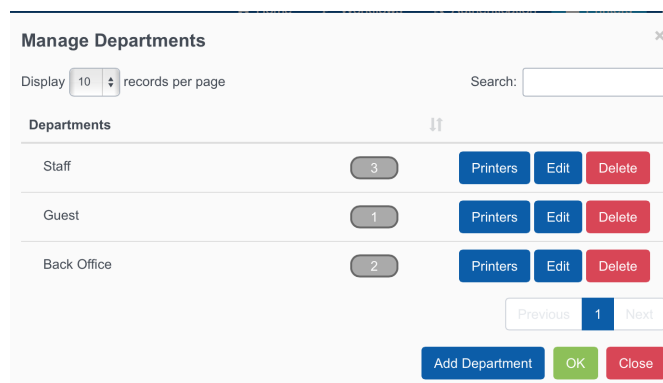 Manage Departments
×
Display 10 records per page Search:
Departments
Staff 3 Printers Edit Delete
Guest 1 Printers Edit Delete
Back Office 2 Printers Edit Delete
Previous 1 Next
Add Department OK Close